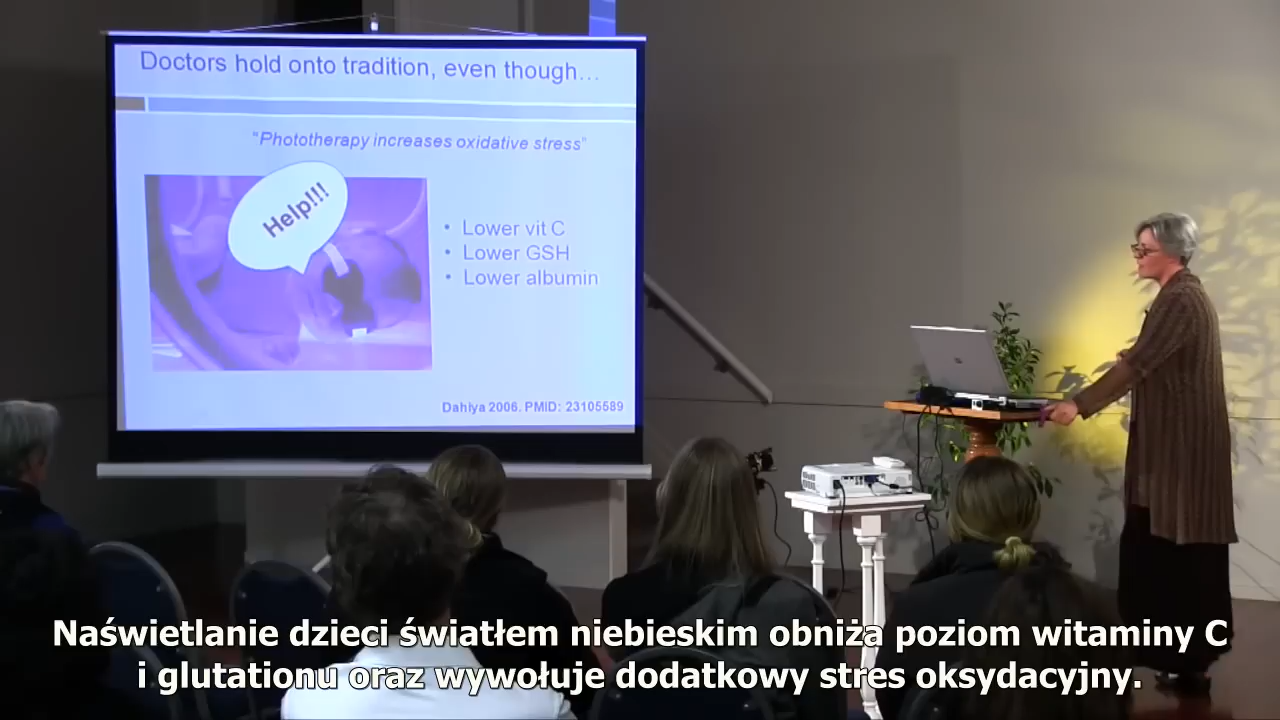 Doctors hold onto tradition, even though…
"Phototherapy increases oxidative stress"
Help!!!
• Lower vit C
• Lower GSH
• Lower albumin
Dahiya 2006. PMID: 23105589
Naświetlanie dzieci światłem niebieskim obniża poziom witaminy C
i glutationu oraz wywołuje dodatkowy stres oksydacyjny.